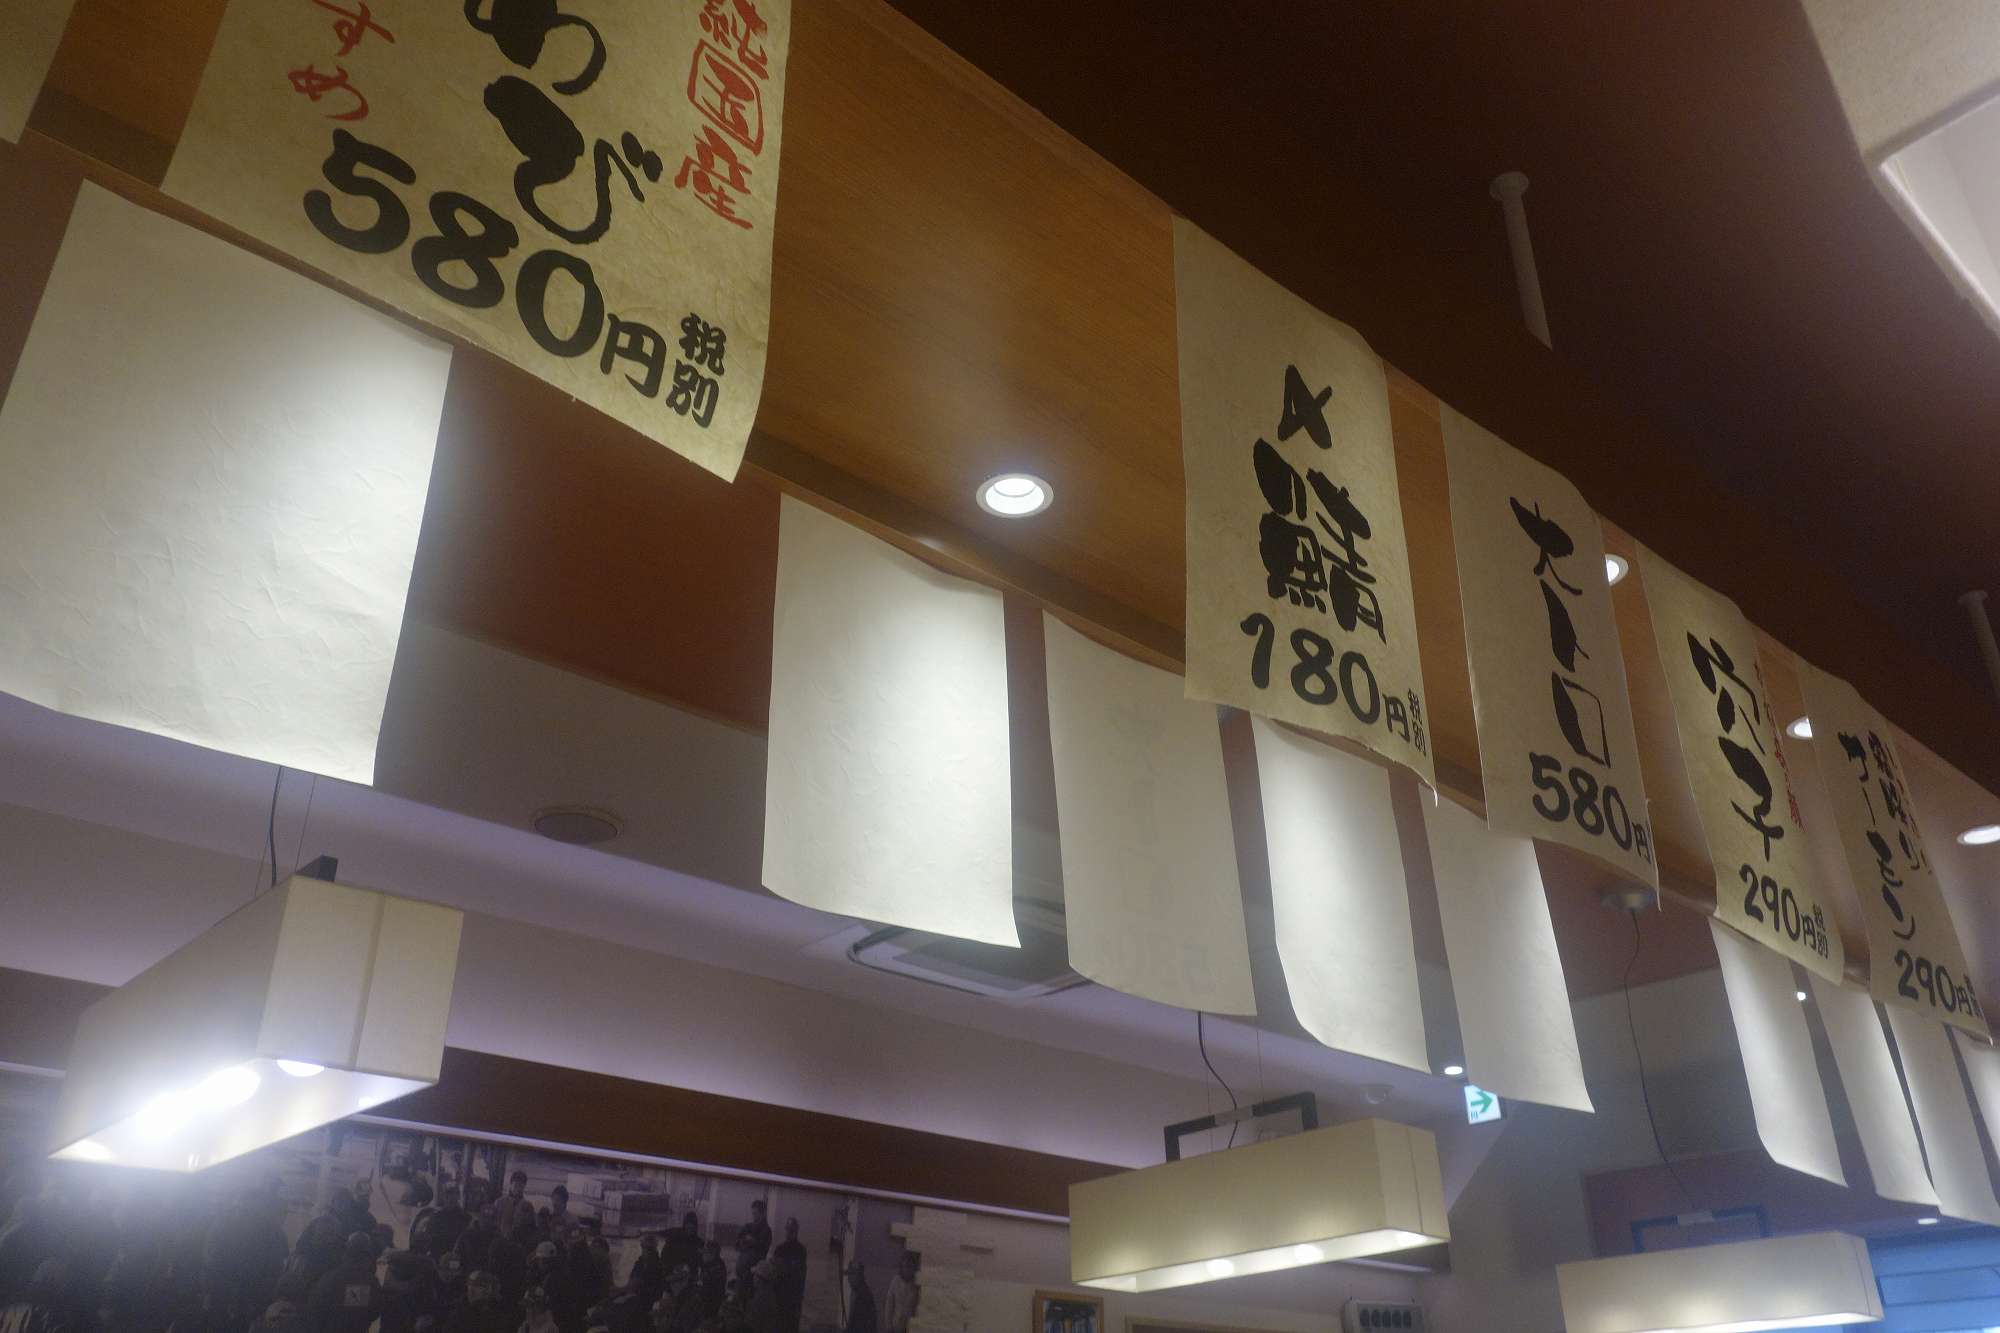 純国産
わび
すめ
580円税別
〆鯖
180円税別
大トロ
580円
穴子
290円税別
サーモン
290円